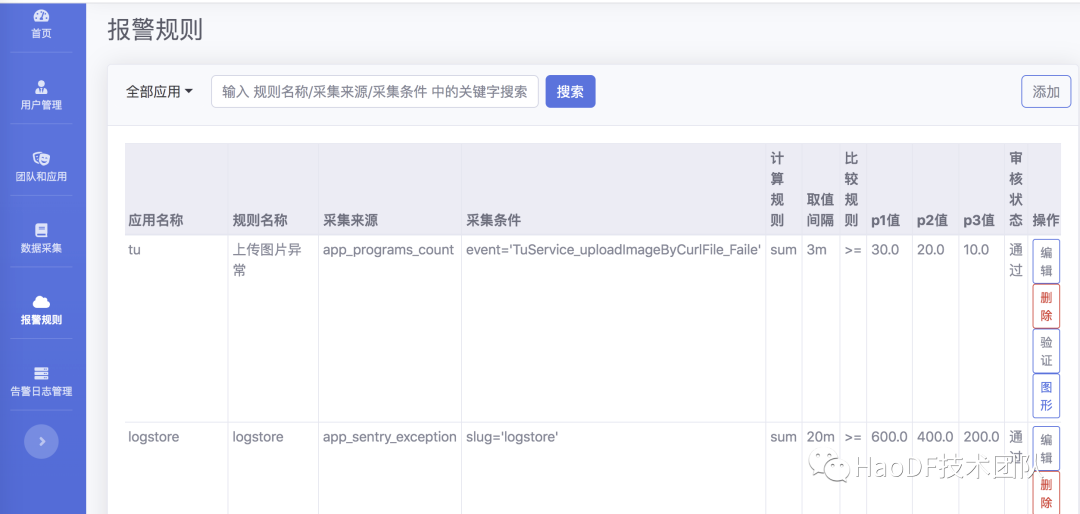 首页
用户管理
团队和应用
数据采集
报警规则
告警日志管理
报警规则
全部应用 输入 规则名称/采集来源/采集条件 中的关键字搜索 搜索 添加
应用名称 规则名称 采集来源 采集条件 计算规则 取值间隔 比较规则 p1值 p2值 p3值 审核状态 操作
tu 上传图片异常 app_programs_count event='TuService_uploadImageByCurlFile_Faile' sum 3m >= 30.0 20.0 10.0 通过 编辑
删除
验证
图形
logstore logstore app_sentry_exception slug='logstore' sum 20m >= 600.0 400.0 200.0 通过 编辑
删除
HaoDF技术团队